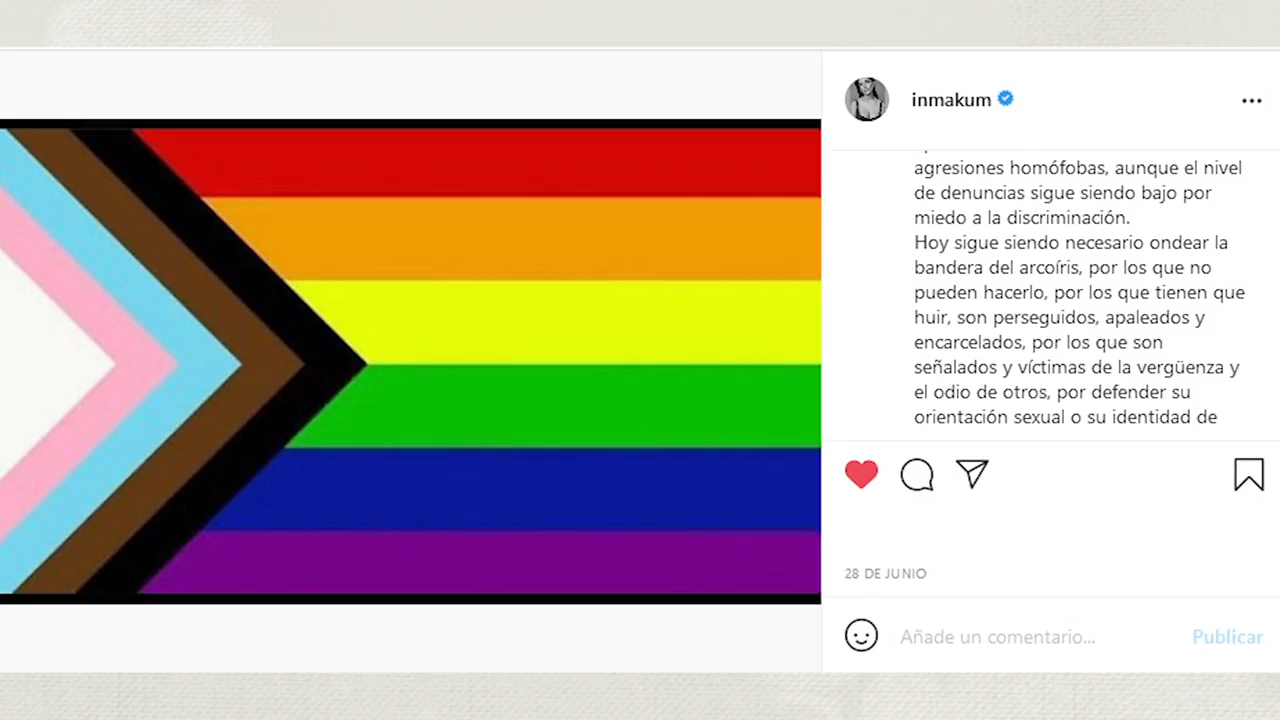 inmakum
agresiones homófobas, aunque el nivel
de denuncias sigue siendo bajo por
miedo a la discriminación.
Hoy sigue siendo necesario ondear la
bandera del arcoíris, por los que no
pueden hacerlo, por los que tienen que
huir, son perseguidos, apaleados y
encarcelados, por los que son
señalados y víctimas de la vergüenza y
el odio de otros, por defender su
orientación sexual o su identidad de
28 DE JUNIO
Añade un comentario... Publicar